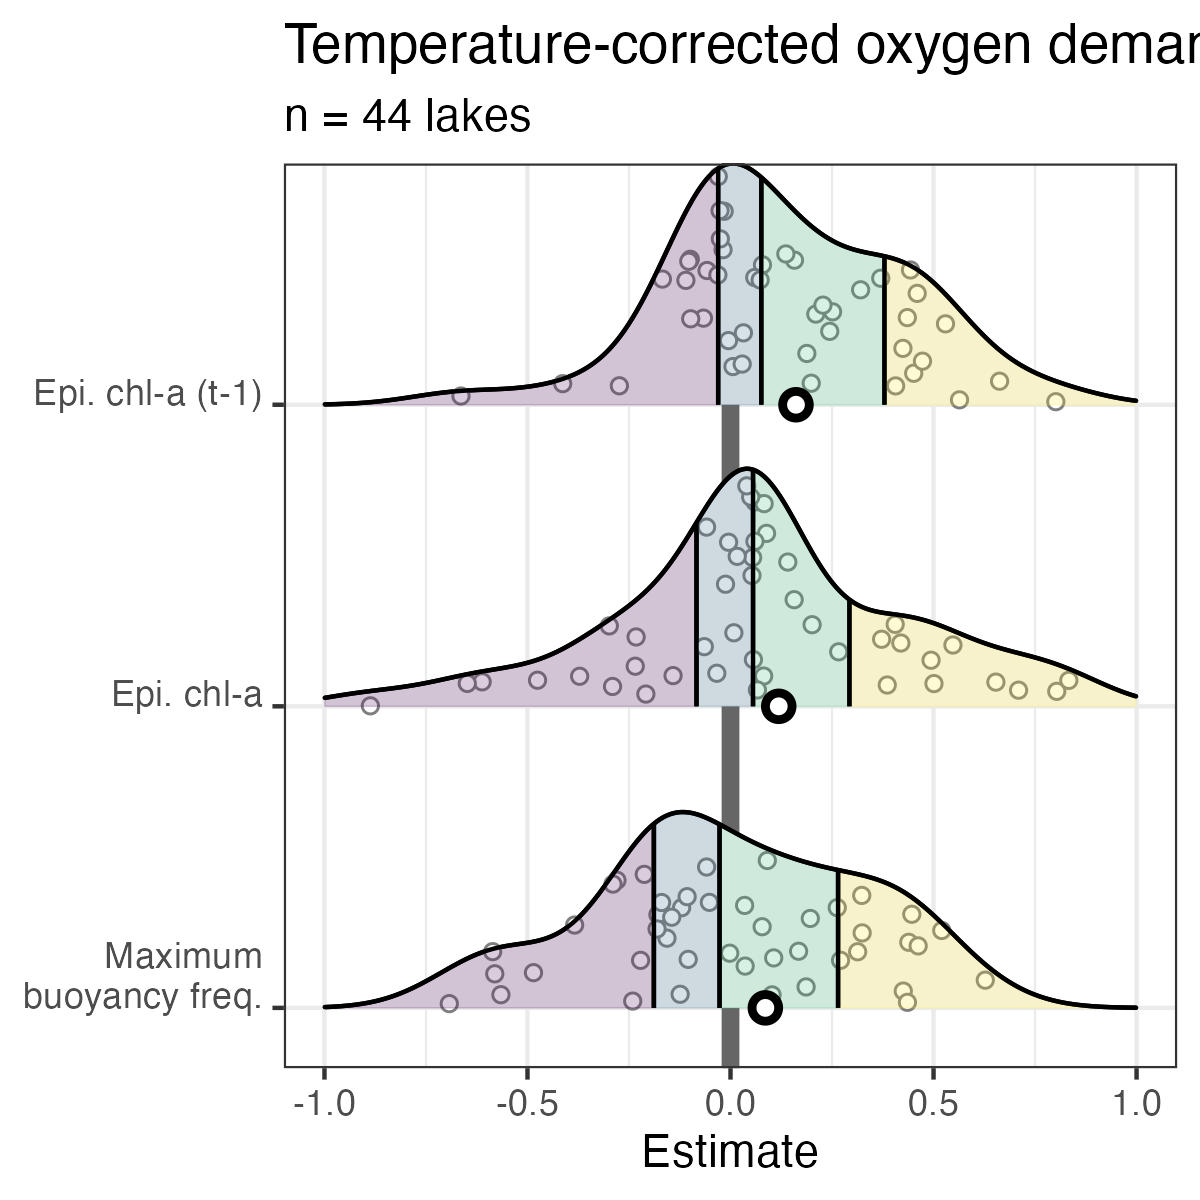 Temperature-corrected oxygen deman
n = 44 lakes
Epi. chl-a (t-1)
Epi. chl-a
Maximum
buoyancy freq.
-1.0 -0.5 0.0 0.5 1.0
Estimate